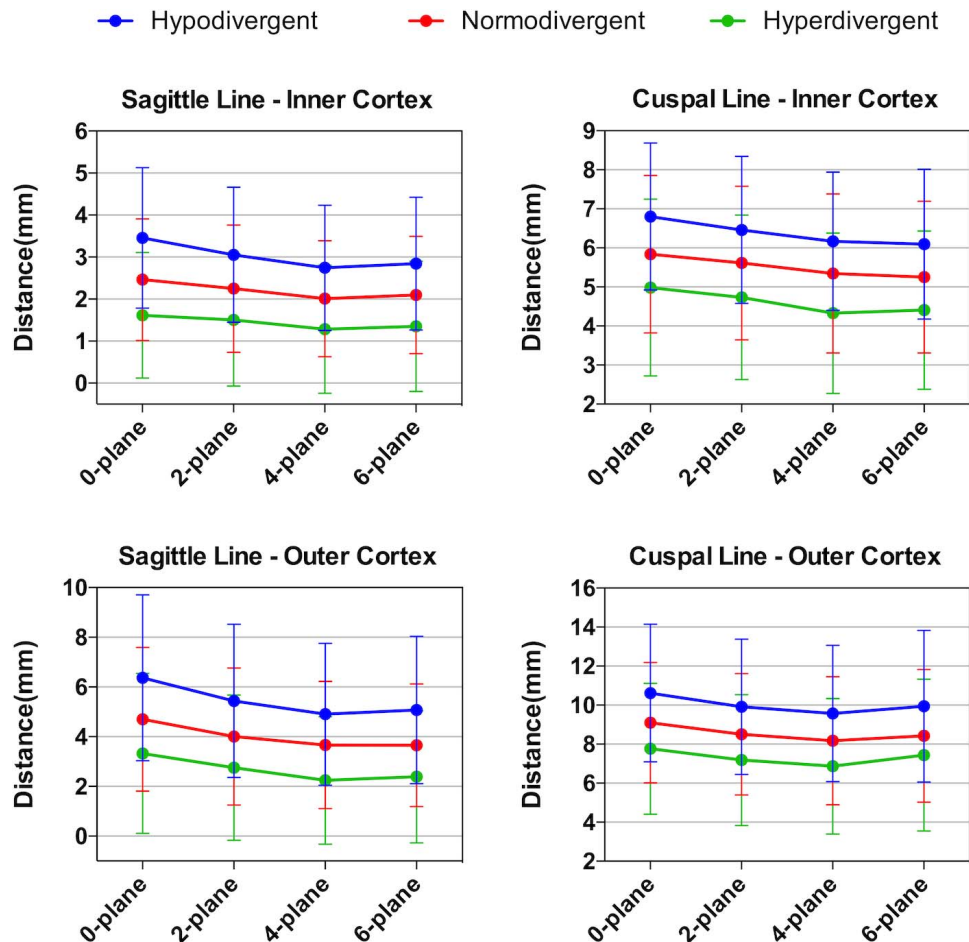 Hypodivergent Normodivergent Hyperdivergent
Sagittle Line - Inner Cortex
Distance(mm)
6
5
4
3
2
1
0
0-plane 2-plane 4-plane 6-plane
Cuspal Line - Inner Cortex
Distance(mm)
9
8
7
6
5
4
3
2
0-plane 2-plane 4-plane 6-plane
Sagittle Line - Outer Cortex
Distance(mm)
10
8
6
4
2
0
0-plane 2-plane 4-plane 6-plane
Cuspal Line - Outer Cortex
Distance(mm)
16
14
12
10
8
6
4
2
0-plane 2-plane 4-plane 6-plane